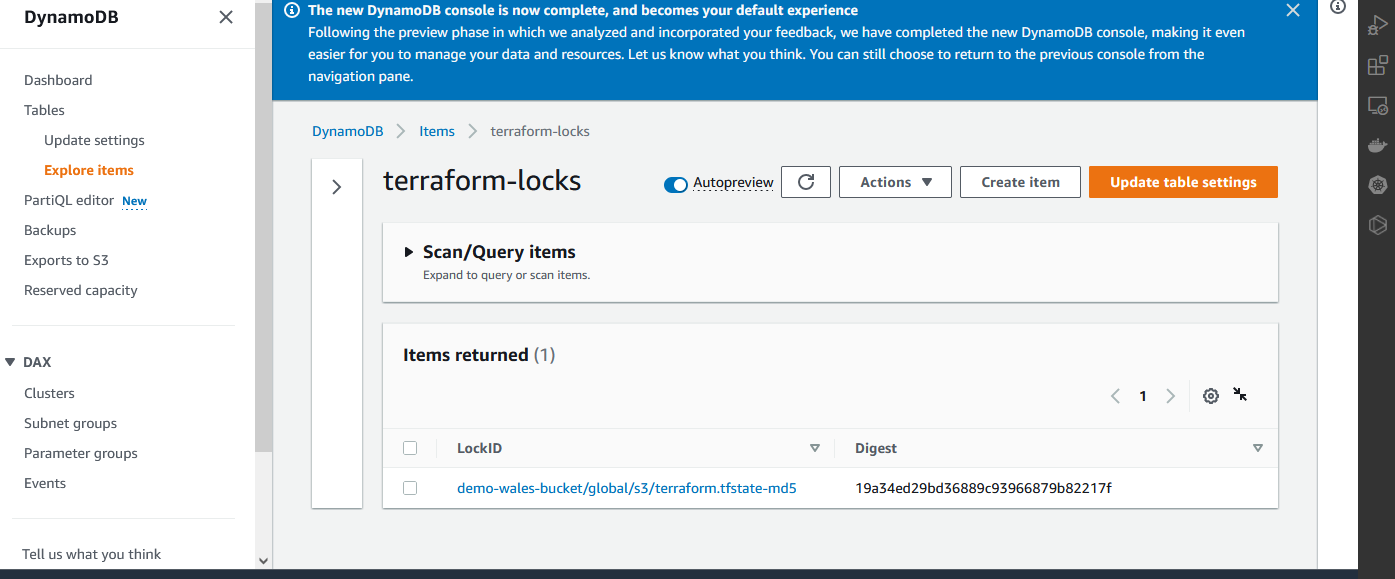 DynamoDB
Dashboard
Tables
Update settings
Explore items
PartiQL editor New
Backups
Exports to S3
Reserved capacity
DAX
Clusters
Subnet groups
Parameter groups
Events
Tell us what you think
The new DynamoDB console is now complete, and becomes your default experience
Following the preview phase in which we analyzed and incorporated your feedback, we have completed the new DynamoDB console, making it even
easier for you to manage your data and resources. Let us know what you think. You can still choose to return to the previous console from the
navigation pane.
DynamoDB Items terraform-locks
terraform-locks
Autopreview
Actions
Create item
Update table settings
Scan/Query items
Expand to query or scan items.
Items returned (1)
1
LockID Digest
demo-wales-bucket/global/s3/terraform.tfstate-md5 19a34ed29bd36889c93966879b82217f